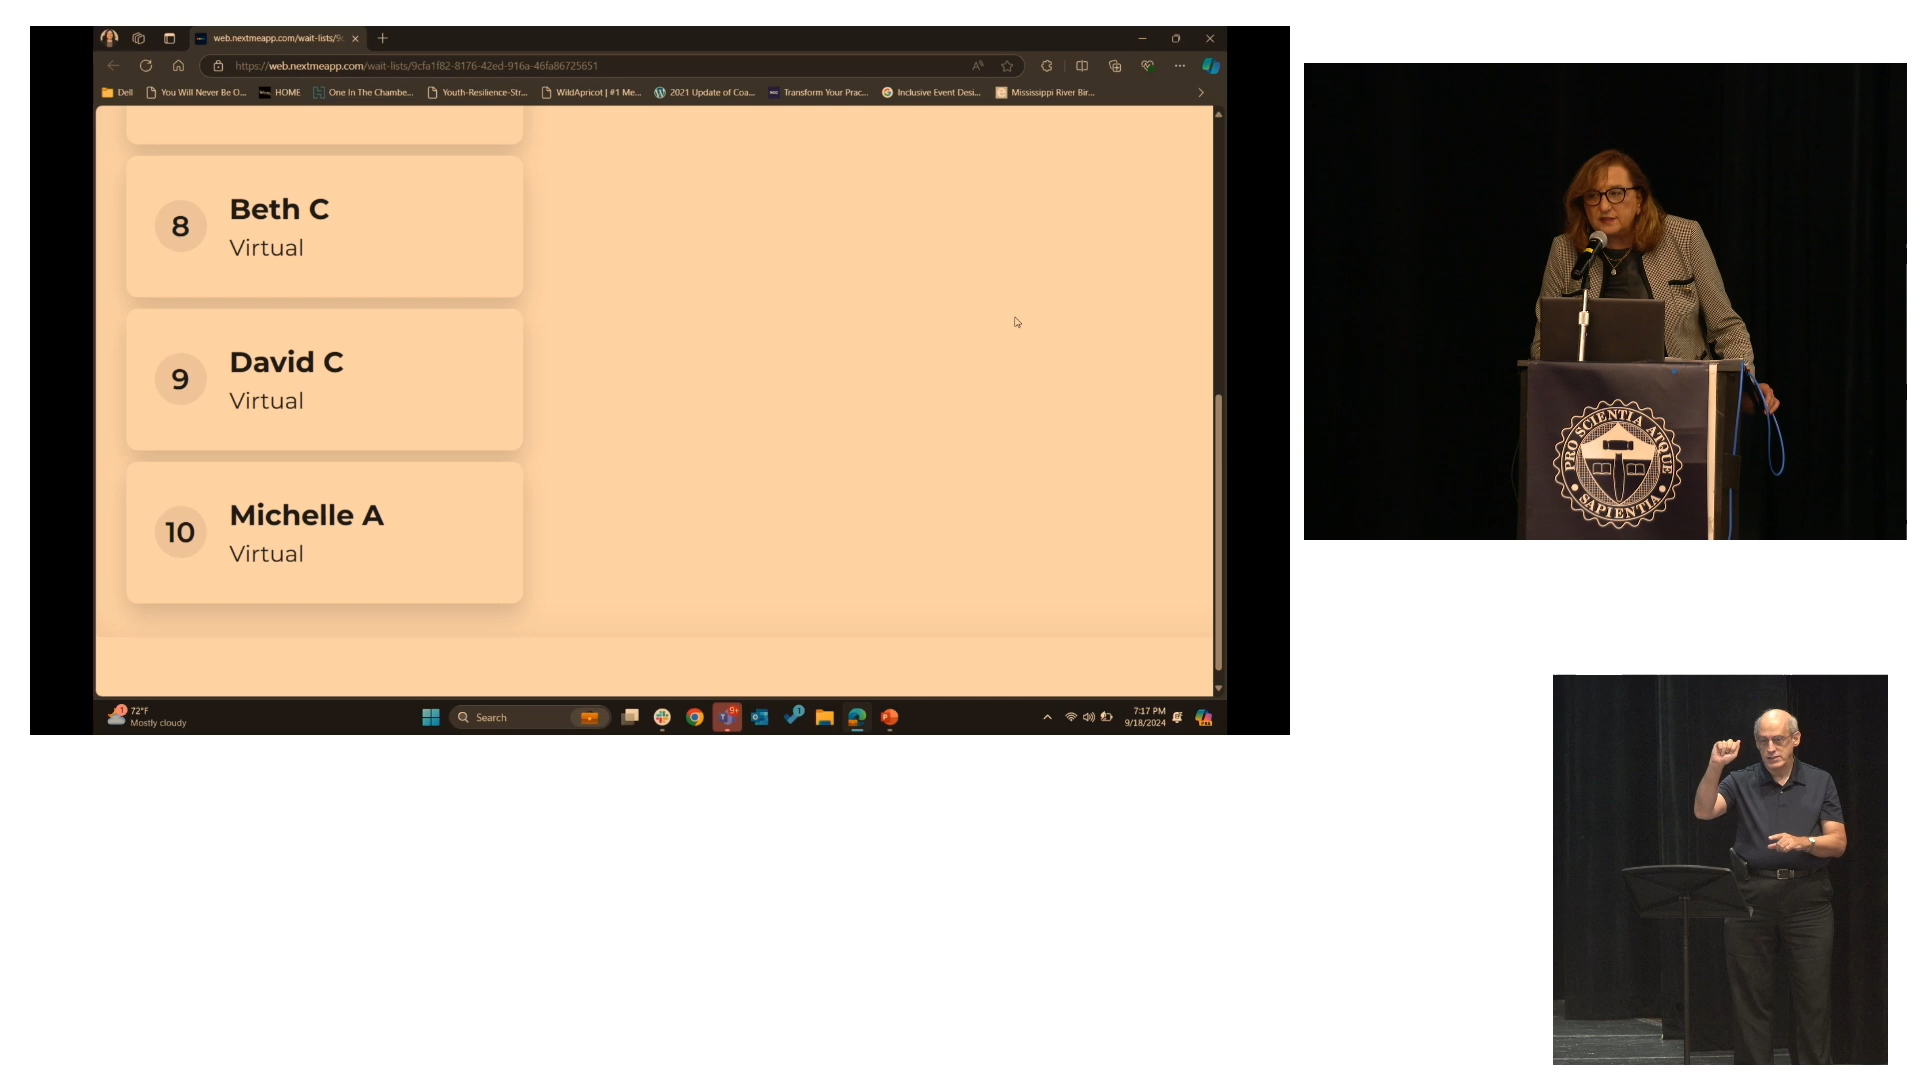 web.nextmeapp.com/wait-lists/9c
https://web.nextmeapp.com/wait-lists/9cfa1f82-8176-42ed-916a-46fa86725651
Dell
You Will Never Be O...
HOME
One In The Chambe...
Youth-Resilience-Str...
WildApricot | #1 Me...
2021 Update of Coa...
Transform Your Prac...
Inclusive Event Desi...
Mississippi River Bir...
8
Beth C
Virtual
9
David C
Virtual
10
Michelle A
Virtual
1
72°F
Mostly cloudy
Search
9+
1
7:17 PM
9/18/2024
PRO SCIENTIA ATQUE
SAPIENTIA